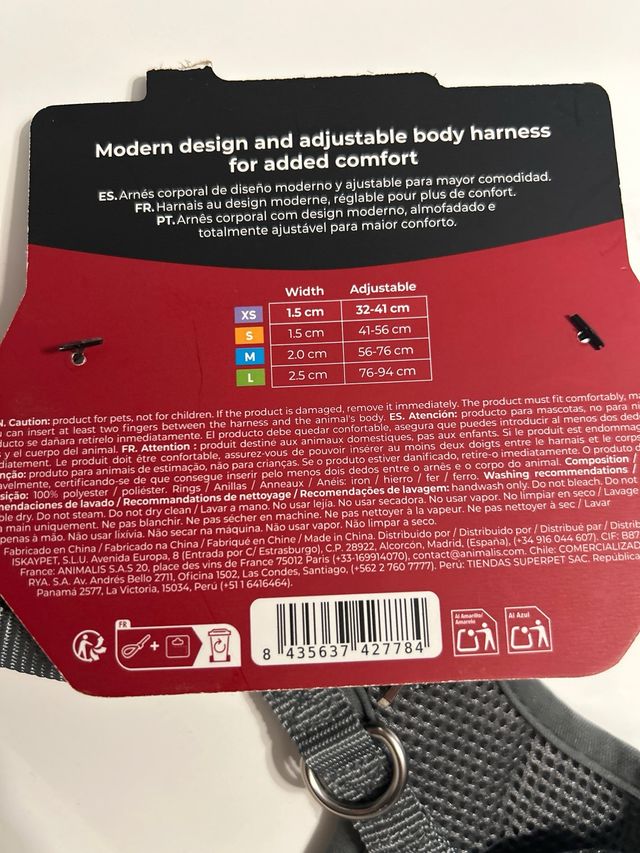 Modern design and adjustable body harness
for added comfort
ES. Arnés corporal de diseño moderno y ajustable para mayor comodidad.
FR. Harnais au design moderne, réglable pour plus de confort.
PT. Arnês corporal com design moderno, almofadado e
totalmente ajustável para maior conforto.
Width Adjustable
XS 1.5 cm 32-41 cm
S 1.5 cm 41-56 cm
M 2.0 cm 56-76 cm
L 2.5 cm 76-94 cm
N. Caution: product for pets, not for children. If the product is damaged, remove it immediately. The product must fit comfortably, ma
u can insert at least two fingers between the harness and the animal's body. ES. Atención: producto para mascotas, no para n
ducto se dañara retírelo inmediatamente. El producto debe quedar confortable, asegura que puedes introducir al menos dos dedo
s y el cuerpo del animal. FR. Attention : produit destiné aux animaux domestiques, pas aux enfants. Si le produit est endommag
diatement. Le produit doit être confortable, assurez-vous de pouvoir insérer au moins deux doigts entre le harnais et le corps
nção: produto para animais de estimação, não para crianças. Se o produto estiver danificado, retire-o imediatamente. O produto d
velmente, certificando-se de que consegue inserir pelo menos dois dedos entre o arnês e o corpo do animal. Composition /
sição: 100% polyester / poliéster. Rings / Anillas / Anneaux / Anéis: iron / hierro / fer / ferro. Washing recommendations /
mendaciones de lavado / Recommandations de nettoyage / Recomendações de lavagem: handwash only. Do not bleach. Do not
ble dry. Do not steam. Do not dry clean / Lavar a mano. No usar lejía. No usar secadora. No usar vapor. No limpiar en seco / Lavage
a main uniquement. Ne pas blanchir. Ne pas sécher en machine. Ne pas nettoyer à la vapeur. Ne pas nettoyer à sec / Lavar
penas à mão. Não usar lixívia. Não secar na máquina. Não usar vapor. Não limpar a seco.
Fabricado en China / Fabricado na China / Fabriqué en Chine / Made in China. Distributed / Distribuido por / Distribué par / Distri
ISKAYPET, S.L.U. Avenida Europa, 8 (Entrada por C/ Estrasburgo), C.P. 28922, Alcorcón, Madrid, (España), (+34 916 044 607). CIF: B87
France: ANIMALIS S.A.S 20, place des vins de France 75012 Paris (+33-169914070), contact@animalis.com. Chile: COMERCIALIZAD
RYA. S.A. Av. Andrés Bello 2711, Oficina 1502, Las Condes, Santiago, (+562 2 760 7777). Perú: TIENDAS SUPERPET SAC. República
Panamá 2577, La Victoria, 15034, Perú (+51 1 6416464).
FR
8 435637 427784
Al Amarillo/
Amarelo
Al Azul